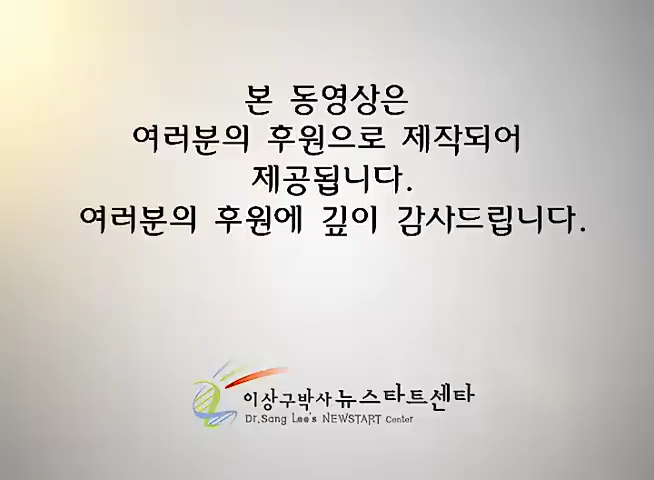 본 동영상은
여러분의 후원으로 제작되어
제공됩니다.
여러분의 후원에 깊이 감사드립니다.
이상구박사 뉴스타트센타
Dr.Sang Lee's NEWSTART Center